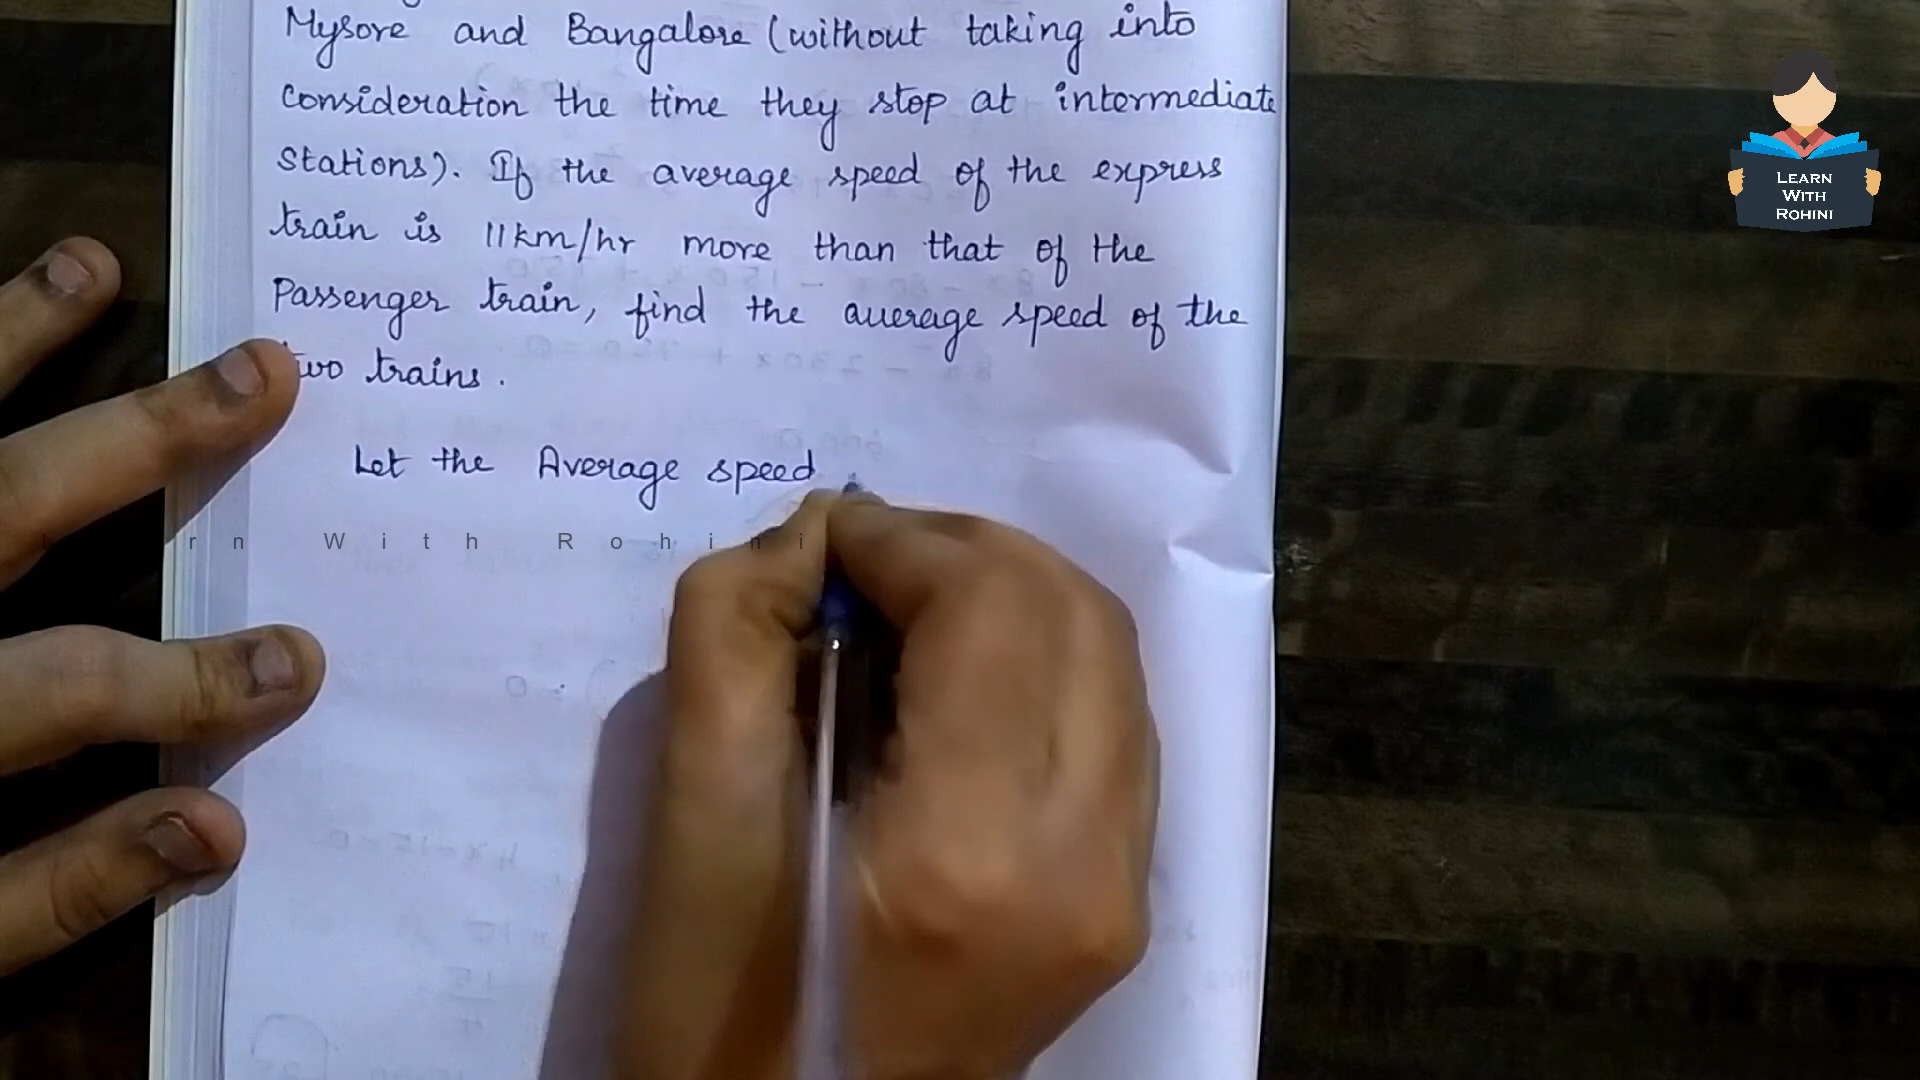 Mysore and Bangalore (without taking into
consideration the time they stop at intermediate
stations). If the average speed of the express
train is 11km/hr more than that of the
Passenger train, find the average speed of the
two trains.
Let the Average speed
rn With Rohini
LEARN
WITH
ROHINI